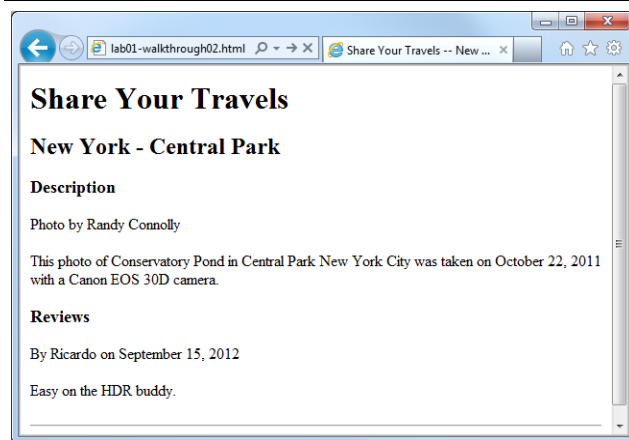 lab01-walkthrough02.html
Share Your Travels -- New ...
Share Your Travels
New York - Central Park
Description
Photo by Randy Connolly
This photo of Conservatory Pond in Central Park New York City was taken on October 22, 2011
with a Canon EOS 30D camera.
Reviews
By Ricardo on September 15, 2012
Easy on the HDR buddy.